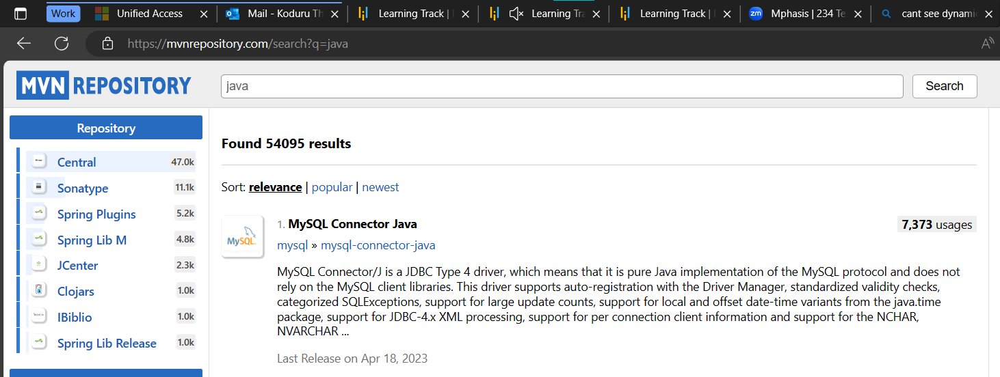 Work
Unified Access
Mail - Koduru Th
Learning Track |
Learning Tra
Learning Track |
Mphasis | 234 Te
cant see dynami
https://mvnrepository.com/search?q=java
MVN REPOSITORY
java
Search
Repository
Central 47.0k
Sonatype 11.1k
Spring Plugins 5.2k
Spring Lib M 4.8k
JCenter 2.3k
Clojars 1.0k
IBiblio 1.0k
Spring Lib Release 1.0k
Found 54095 results
Sort: relevance | popular | newest
MySQL
1. MySQL Connector Java
7,373 usages
mysql » mysql-connector-java
MySQL Connector/J is a JDBC Type 4 driver, which means that it is pure Java implementation of the MySQL protocol and does not
rely on the MySQL client libraries. This driver supports auto-registration with the Driver Manager, standardized validity checks,
categorized SQLExceptions, support for large update counts, support for local and offset date-time variants from the java.time
package, support for JDBC-4.x XML processing, support for per connection client information and support for the NCHAR,
NVARCHAR ...
Last Release on Apr 18, 2023